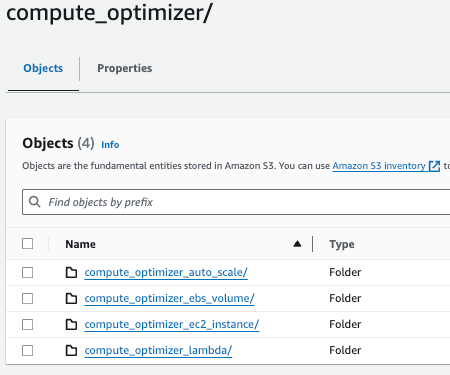 compute_optimizer/
Objects
Properties
Objects (4) Info
Objects are the fundamental entities stored in Amazon S3. You can use Amazon S3 inventory to
Find objects by prefix
Name Type
compute_optimizer_auto_scale/ Folder
compute_optimizer_ebs_volume/ Folder
compute_optimizer_ec2_instance/ Folder
compute_optimizer_lambda/ Folder